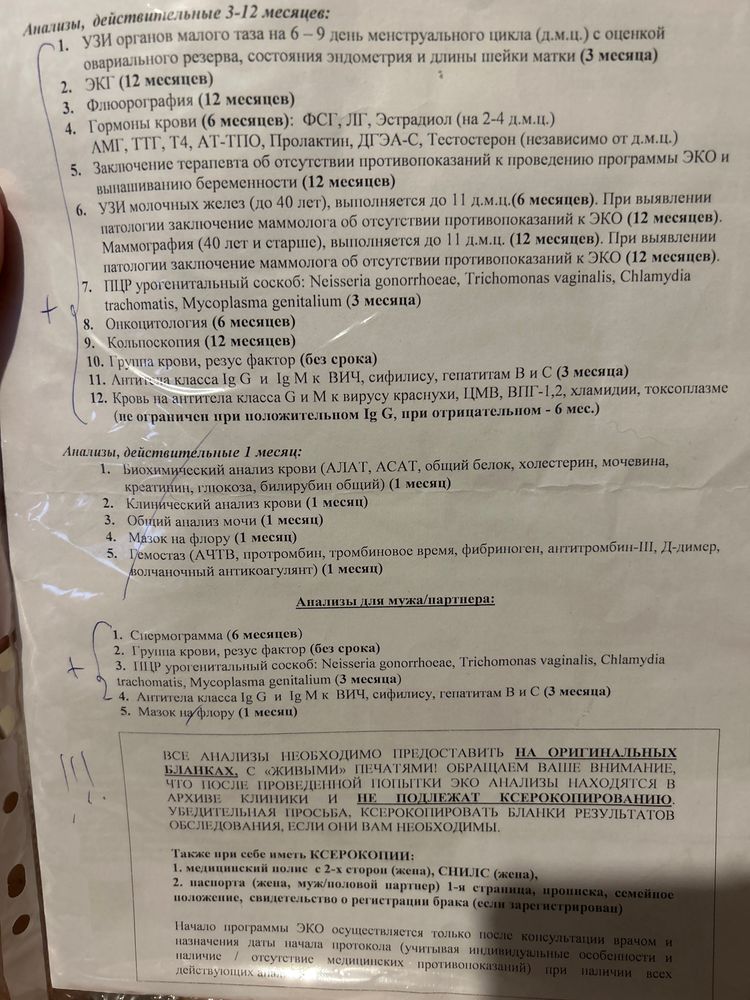 Анализы, действительные 3-12 месяцев:
1. УЗИ органов малого таза на 6 – 9 день менструального цикла (д.м.ц.) с оценкой
овариального резерва, состояния эндометрия и длины шейки матки (3 месяца)
2. ЭКГ (12 месяцев)
3. Флюорография (12 месяцев)
4. Гормоны крови (6 месяцев): ФСГ, ЛГ, Эстрадиол (на 2-4 д.м.ц.)
АМГ, ТТГ, Т4, АТ-ТПО, Пролактин, ДГЭА-С, Тестостерон (независимо от д.м.ц.)
5. Заключение терапевта об отсутствии противопоказаний к проведению программы ЭКО и
вынашиванию беременности (12 месяцев)
6. УЗИ молочных желез (до 40 лет), выполняется до 11 д.м.ц.(6 месяцев). При выявлении
патологии заключение маммолога об отсутствии противопоказаний к ЭКО (12 месяцев).
Маммография (40 лет и старше), выполняется до 11 д.м.ц. (12 месяцев). При выявлении
патологии заключение маммолога об отсутствии противопоказаний к ЭКО (12 месяцев).
7. ПЦР урогенитальный соскоб: Neisseria gonorrhoeae, Trichomonas vaginalis, Chlamydia
trachomatis, Mycoplasma genitalium (3 месяца)
+
8. Онкоцитология (6 месяцев)
9. Кольпоскопия (12 месяцев)
10. Группа крови, резус фактор (без срока)
11. Антитела класса Ig G и Ig M к ВИЧ, сифилису, гепатитам В и С (3 месяца)
12. Кровь на антитела класса G и М к вирусу краснухи, ЦМВ, ВПГ-1,2, хламидии, токсоплазме
(не ограничен при положительном Ig G, при отрицательном - 6 мес.)
Анализы, действительные 1 месяц:
1. Биохимический анализ крови (АЛАТ, АСАТ, общий белок, холестерин, мочевина,
креатинин, глюкоза, билирубин общий) (1 месяц)
2. Клинический анализ крови (1 месяц)
3. Общий анализ мочи (1 месяц)
4. Мазок на флору (1 месяц)
5. Гемостаз (АЧТВ, протромбин, тромбиновое время, фибриноген, антитромбин-III, Д-димер,
волчаночный антикоагулянт) (1 месяц)
Анализы для мужа/партнера:
1. Спермограмма (6 месяцев)
2. Группа крови, резус фактор (без срока)
3. ПЦР урогенитальный соскоб: Neisseria gonorrhoeae, Trichomonas vaginalis, Chlamydia
+
trachomatis, Mycoplasma genitalium (3 месяца)
4. Антитела класса Ig G и Ig M к ВИЧ, сифилису, гепатитам В и С (3 месяца)
5. Мазок на флору (1 месяц)
!!!
ВСЕ АНАЛИЗЫ НЕОБХОДИМО ПРЕДОСТАВИТЬ НА ОРИГИНАЛЬНЫХ
БЛАНКАХ, С «ЖИВЫМИ» ПЕЧАТЯМИ! ОБРАЩАЕМ ВАШЕ ВНИМАНИЕ,
ЧТО ПОСЛЕ ПРОВЕДЕННОЙ ПОПЫТКИ ЭКО АНАЛИЗЫ НАХОДЯТСЯ В
АРХИВЕ КЛИНИКИ И НЕ ПОДЛЕЖАТ КСЕРОКОПИРОВАНИЮ.
УБЕДИТЕЛЬНАЯ ПРОСЬБА, КСЕРОКОПИРОВАТЬ БЛАНКИ РЕЗУЛЬТАТОВ
ОБСЛЕДОВАНИЯ, ЕСЛИ ОНИ ВАМ НЕОБХОДИМЫ.
Также при себе иметь КСЕРОКОПИИ:
1. медицинский полис с 2-х сторон (жена), СНИЛС (жена),
2. паспорта (жена, муж/половой партнер) 1-я страница, прописка, семейное
положение, свидетельство о регистрации брака (если зарегистрирован)
Начало программы ЭКО осуществляется только после консультации врачом и
назначения даты начала протокола (учитывая индивидуальные особенности и
наличие / отсутствие медицинских противопоказаний) при наличии всех
действующих